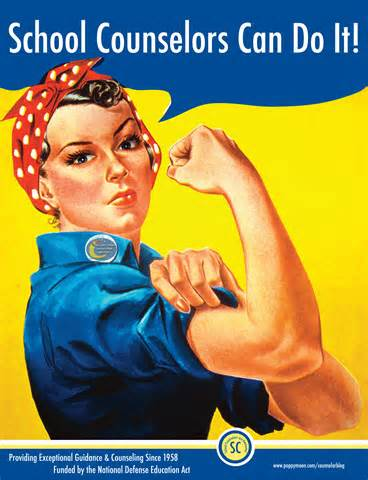 School Counselors Can Do It!
Providing Exceptional Guidance & Counseling Since 1958
Funded by the National Defense Education Act
SC
www.poppymoon.com/counselorblog